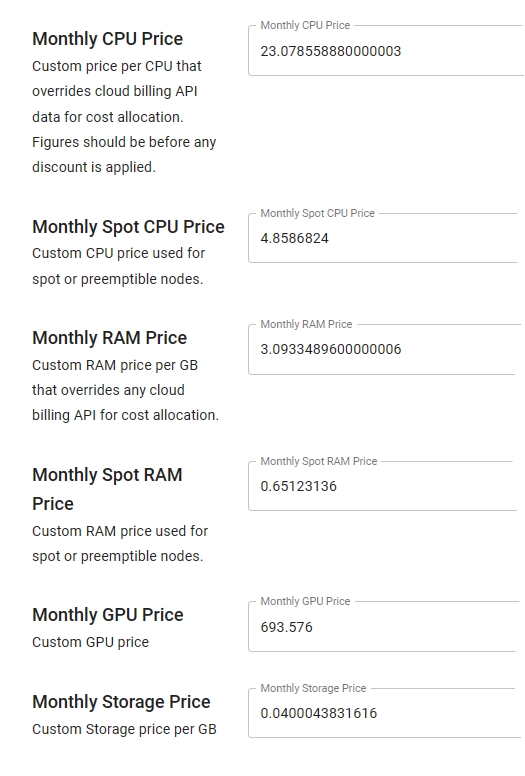 Monthly CPU Price
Custom price per CPU that
overrides cloud billing API
data for cost allocation.
Figures should be before any
discount is applied.
Monthly CPU Price
23.078558880000003
Monthly Spot CPU Price
Custom CPU price used for
spot or preemptible nodes.
Monthly Spot CPU Price
4.8586824
Monthly RAM Price
Custom RAM price per GB
that overrides any cloud
billing API for cost allocation.
Monthly RAM Price
3.0933489600000006
Monthly Spot RAM
Price
Custom RAM price used for
spot or preemptible nodes.
Monthly Spot RAM Price
0.65123136
Monthly GPU Price
Custom GPU price
Monthly GPU Price
693.576
Monthly Storage Price
Custom Storage price per GB
Monthly Storage Price
0.0400043831616